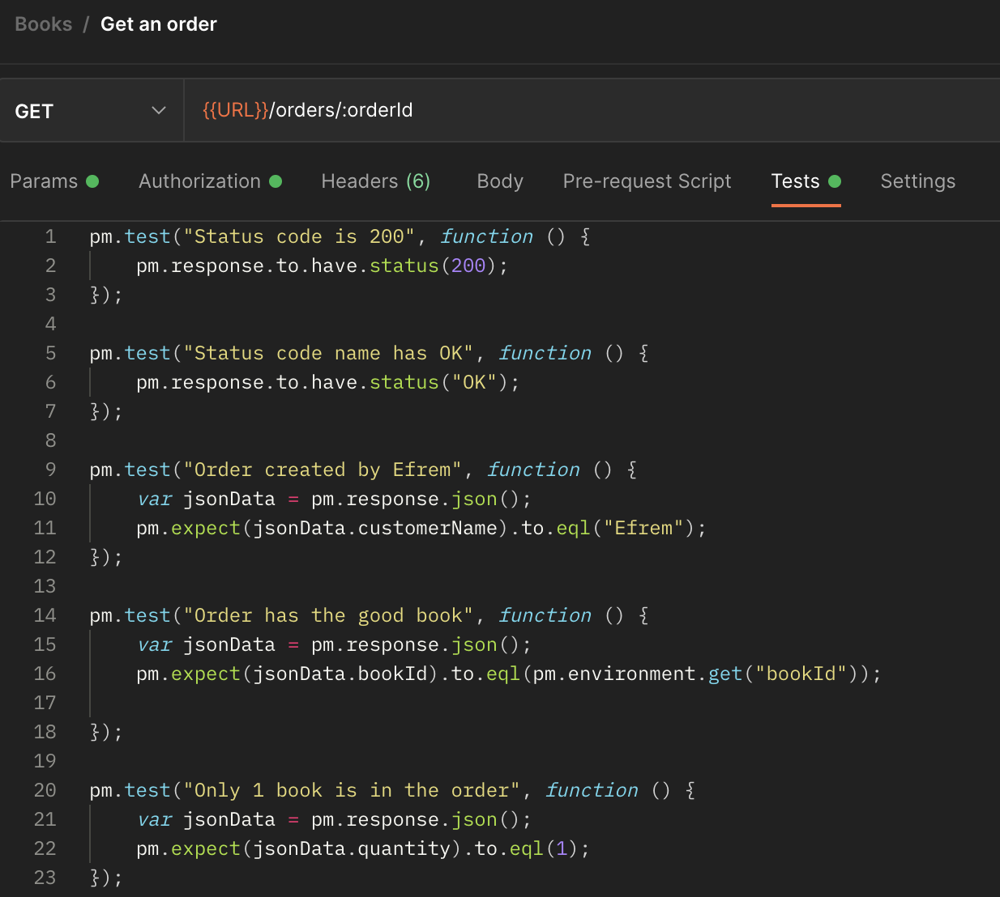 Books / Get an order
GET {{URL}}/orders/:orderId
Params Authorization Headers (6) Body Pre-request Script Tests Settings
1 pm.test("Status code is 200", function () {
2 pm.response.to.have.status(200);
3 });
4
5 pm.test("Status code name has OK", function () {
6 pm.response.to.have.status("OK");
7 });
8
9 pm.test("Order created by Efrem", function () {
10 var jsonData = pm.response.json();
11 pm.expect(jsonData.customerName).to.eql("Efrem");
12 });
13
14 pm.test("Order has the good book", function () {
15 var jsonData = pm.response.json();
16 pm.expect(jsonData.bookId).to.eql(pm.environment.get("bookId"));
17
18 });
19
20 pm.test("Only 1 book is in the order", function () {
21 var jsonData = pm.response.json();
22 pm.expect(jsonData.quantity).to.eql(1);
23 });